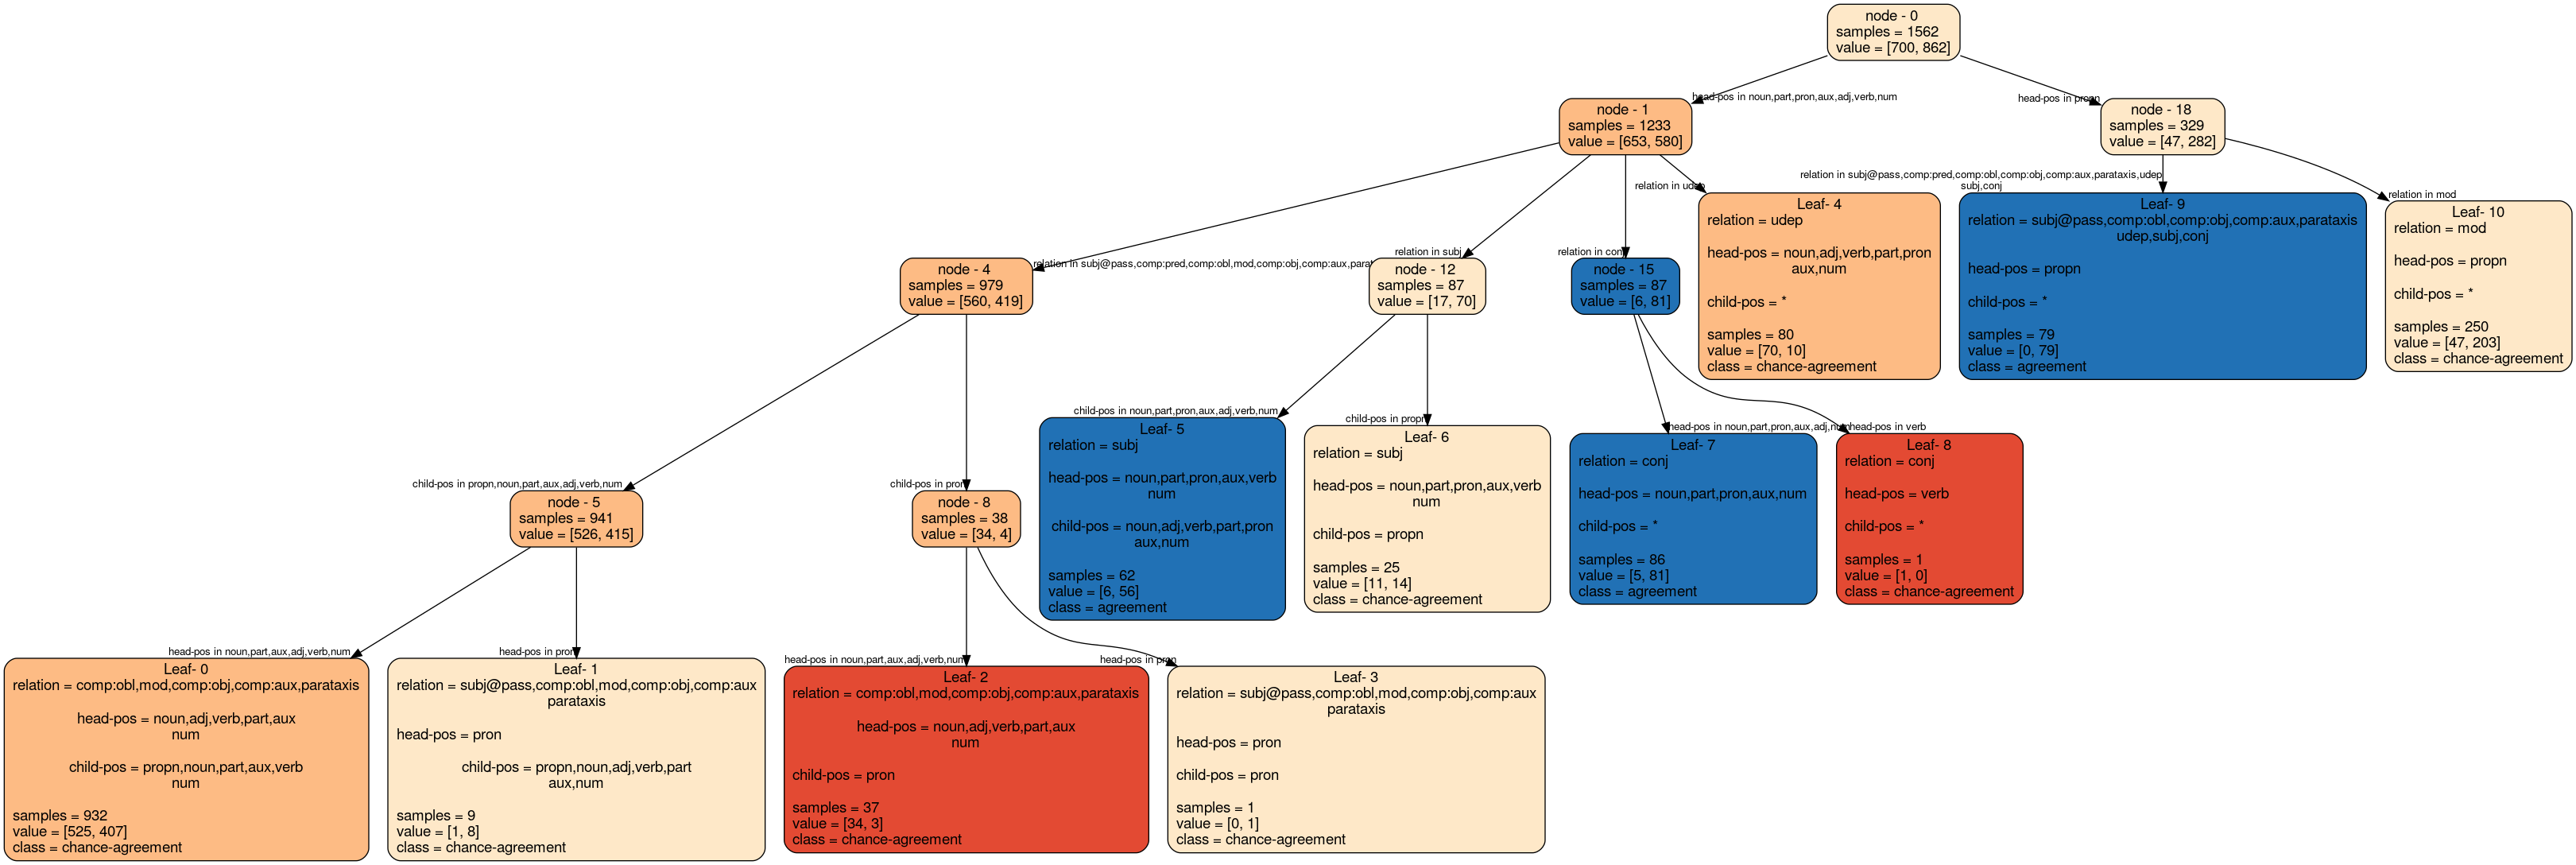 node - 0
samples = 1562
value = [700, 862]
head-pos in noun,part,pron,aux,adj,verb,num
head-pos in propn
node - 1
samples = 1233
value = [653, 580]
node - 18
samples = 329
value = [47, 282]
relation in subj@pass,comp:pred,comp:obl,mod,comp:obj,comp:aux,parat
relation in subj
relation in conj
relation in udep
relation in subj@pass,comp:pred,comp:obl,comp:obj,comp:aux,parataxis,udep
subj,conj
relation in mod
node - 4
samples = 979
value = [560, 419]
node - 12
samples = 87
value = [17, 70]
node - 15
samples = 87
value = [6, 81]
Leaf- 4
relation = udep
head-pos = noun,adj,verb,part,pron
aux,num
child-pos = *
samples = 80
value = [70, 10]
class = chance-agreement
Leaf- 9
relation = subj@pass,comp:obl,comp:obj,comp:aux,parataxis
udep,subj,conj
head-pos = propn
child-pos = *
samples = 79
value = [0, 79]
class = agreement
Leaf- 10
relation = mod
head-pos = propn
child-pos = *
samples = 250
value = [47, 203]
class = chance-agreement
child-pos in propn,noun,part,aux,adj,verb,num
child-pos in pron
child-pos in noun,part,pron,aux,adj,verb,num
child-pos in propn
head-pos in noun,part,pron,aux,adj,num
head-pos in verb
node - 5
samples = 941
value = [526, 415]
node - 8
samples = 38
value = [34, 4]
Leaf- 5
relation = subj
head-pos = noun,part,pron,aux,verb
num
child-pos = noun,adj,verb,part,pron
aux,num
samples = 62
value = [6, 56]
class = agreement
Leaf- 6
relation = subj
head-pos = noun,part,pron,aux,verb
num
child-pos = propn
samples = 25
value = [11, 14]
class = chance-agreement
Leaf- 7
relation = conj
head-pos = noun,part,pron,aux,num
child-pos = *
samples = 86
value = [5, 81]
class = agreement
Leaf- 8
relation = conj
head-pos = verb
child-pos = *
samples = 1
value = [1, 0]
class = chance-agreement
head-pos in noun,part,aux,adj,verb,num
head-pos in pron
head-pos in noun,part,aux,adj,verb,num
head-pos in pron
Leaf- 0
relation = comp:obl,mod,comp:obj,comp:aux,parataxis
head-pos = noun,adj,verb,part,aux
num
child-pos = propn,noun,part,aux,verb
num
samples = 932
value = [525, 407]
class = chance-agreement
Leaf- 1
relation = subj@pass,comp:obl,mod,comp:obj,comp:aux
parataxis
head-pos = pron
child-pos = propn,noun,adj,verb,part
aux,num
samples = 9
value = [1, 8]
class = chance-agreement
Leaf- 2
relation = comp:obl,mod,comp:obj,comp:aux,parataxis
head-pos = noun,adj,verb,part,aux
num
child-pos = pron
samples = 37
value = [34, 3]
class = chance-agreement
Leaf- 3
relation = subj@pass,comp:obl,mod,comp:obj,comp:aux
parataxis
head-pos = pron
child-pos = pron
samples = 1
value = [0, 1]
class = chance-agreement